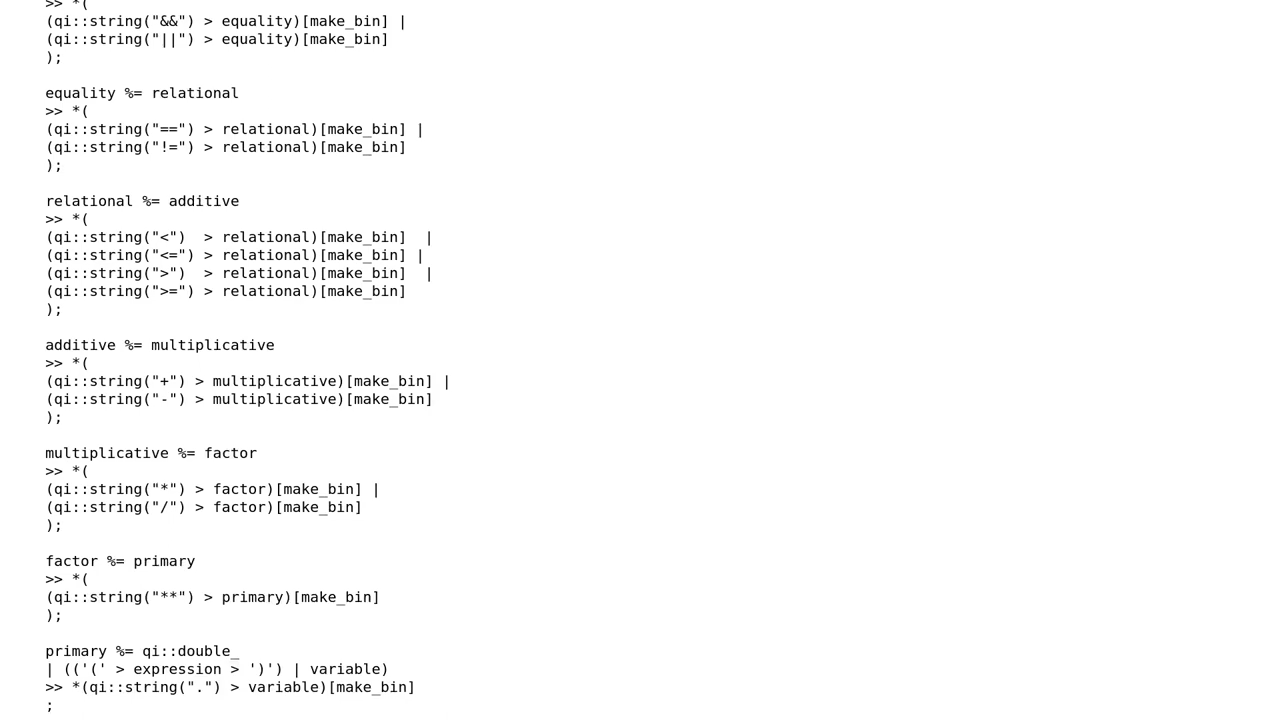 >> *(
(qi::string("&&") > equality)[make_bin] |
(qi::string("||") > equality)[make_bin]
);

equality %= relational
>> *(
(qi::string("==") > relational)[make_bin] |
(qi::string("!=") > relational)[make_bin]
);

relational %= additive
>> *(
(qi::string("<")  > relational)[make_bin]  |
(qi::string("<=") > relational)[make_bin] |
(qi::string(">")  > relational)[make_bin]  |
(qi::string(">=") > relational)[make_bin]
);

additive %= multiplicative
>> *(
(qi::string("+") > multiplicative)[make_bin] |
(qi::string("-") > multiplicative)[make_bin]
);

multiplicative %= factor
>> *(
(qi::string("*") > factor)[make_bin] |
(qi::string("/") > factor)[make_bin]
);

factor %= primary
>> *(
(qi::string("**") > primary)[make_bin]
);

primary %= qi::double_
| (('(' > expression > ')') | variable)
>> *(qi::string(".") > variable)[make_bin]
;